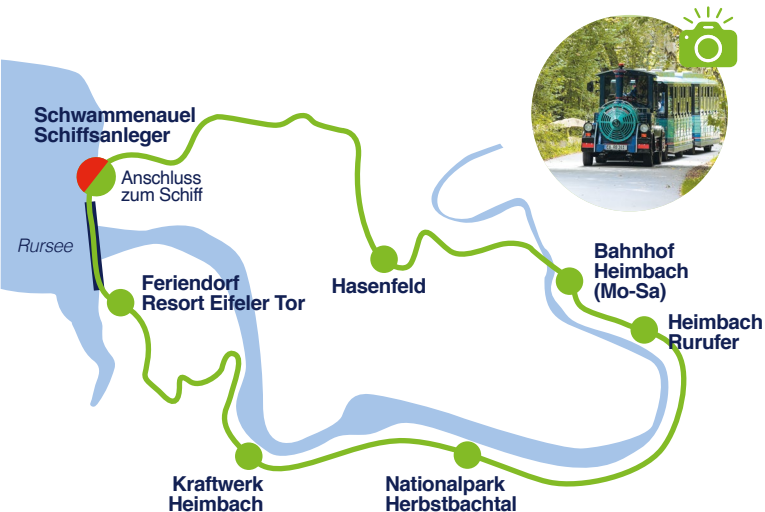 Schwammenauel
Schiffsanleger
Anschluss
zum Schiff
Rursee
Feriendorf
Resort Eifeler Tor
Hasenfeld
Bahnhof
Heimbach
(Mo-Sa)
Heimbach
Rurufer
Kraftwerk
Heimbach
Nationalpark
Herbstbachtal